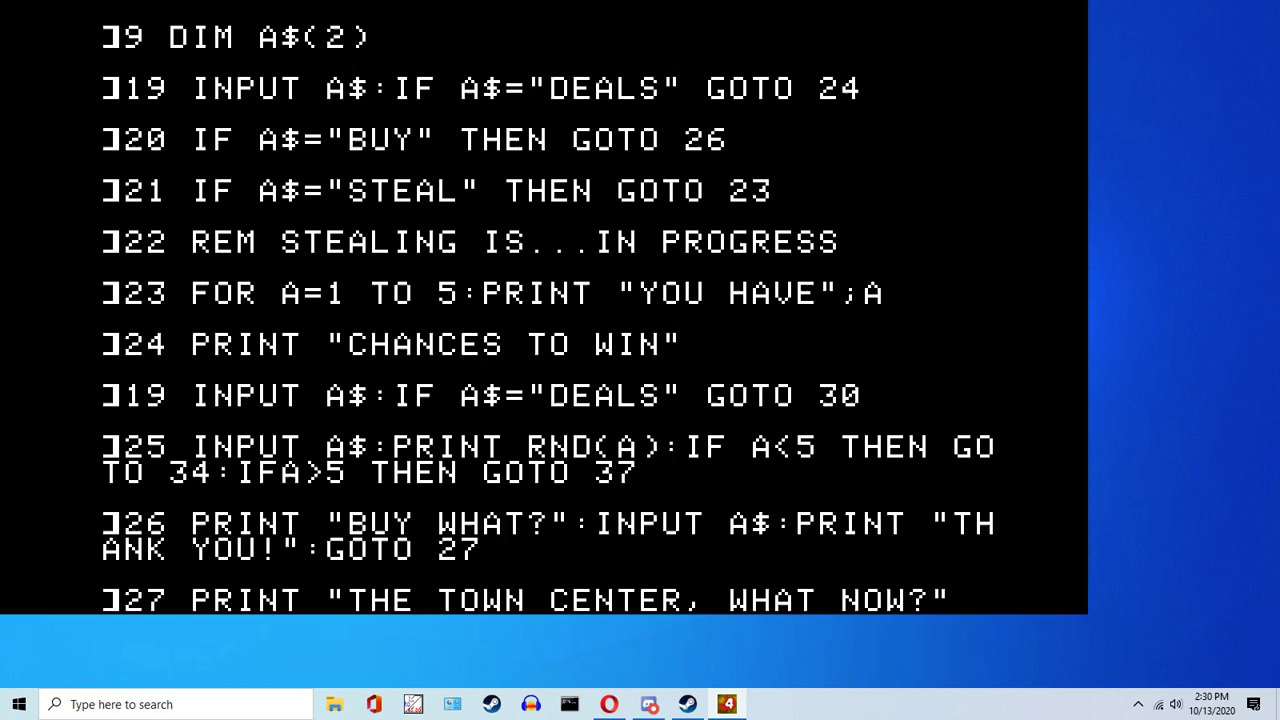 ]9 DIM A$(2)
]19 INPUT A$:IF A$="DEALS" GOTO 24
]20 IF A$="BUY" THEN GOTO 26
]21 IF A$="STEAL" THEN GOTO 23
]22 REM STEALING IS...IN PROGRESS
]23 FOR A=1 TO 5:PRINT "YOU HAVE";A
]24 PRINT "CHANCES TO WIN"
]19 INPUT A$:IF A$="DEALS" GOTO 30
]25 INPUT A$:PRINT RND(A):IF A<5 THEN GO
TO 34:IFA>5 THEN GOTO 37
]26 PRINT "BUY WHAT?":INPUT A$:PRINT "TH
ANK YOU!":GOTO 27
]27 PRINT "THE TOWN CENTER, WHAT NOW?"
Type here to search
4
2:30 PM
10/13/2020